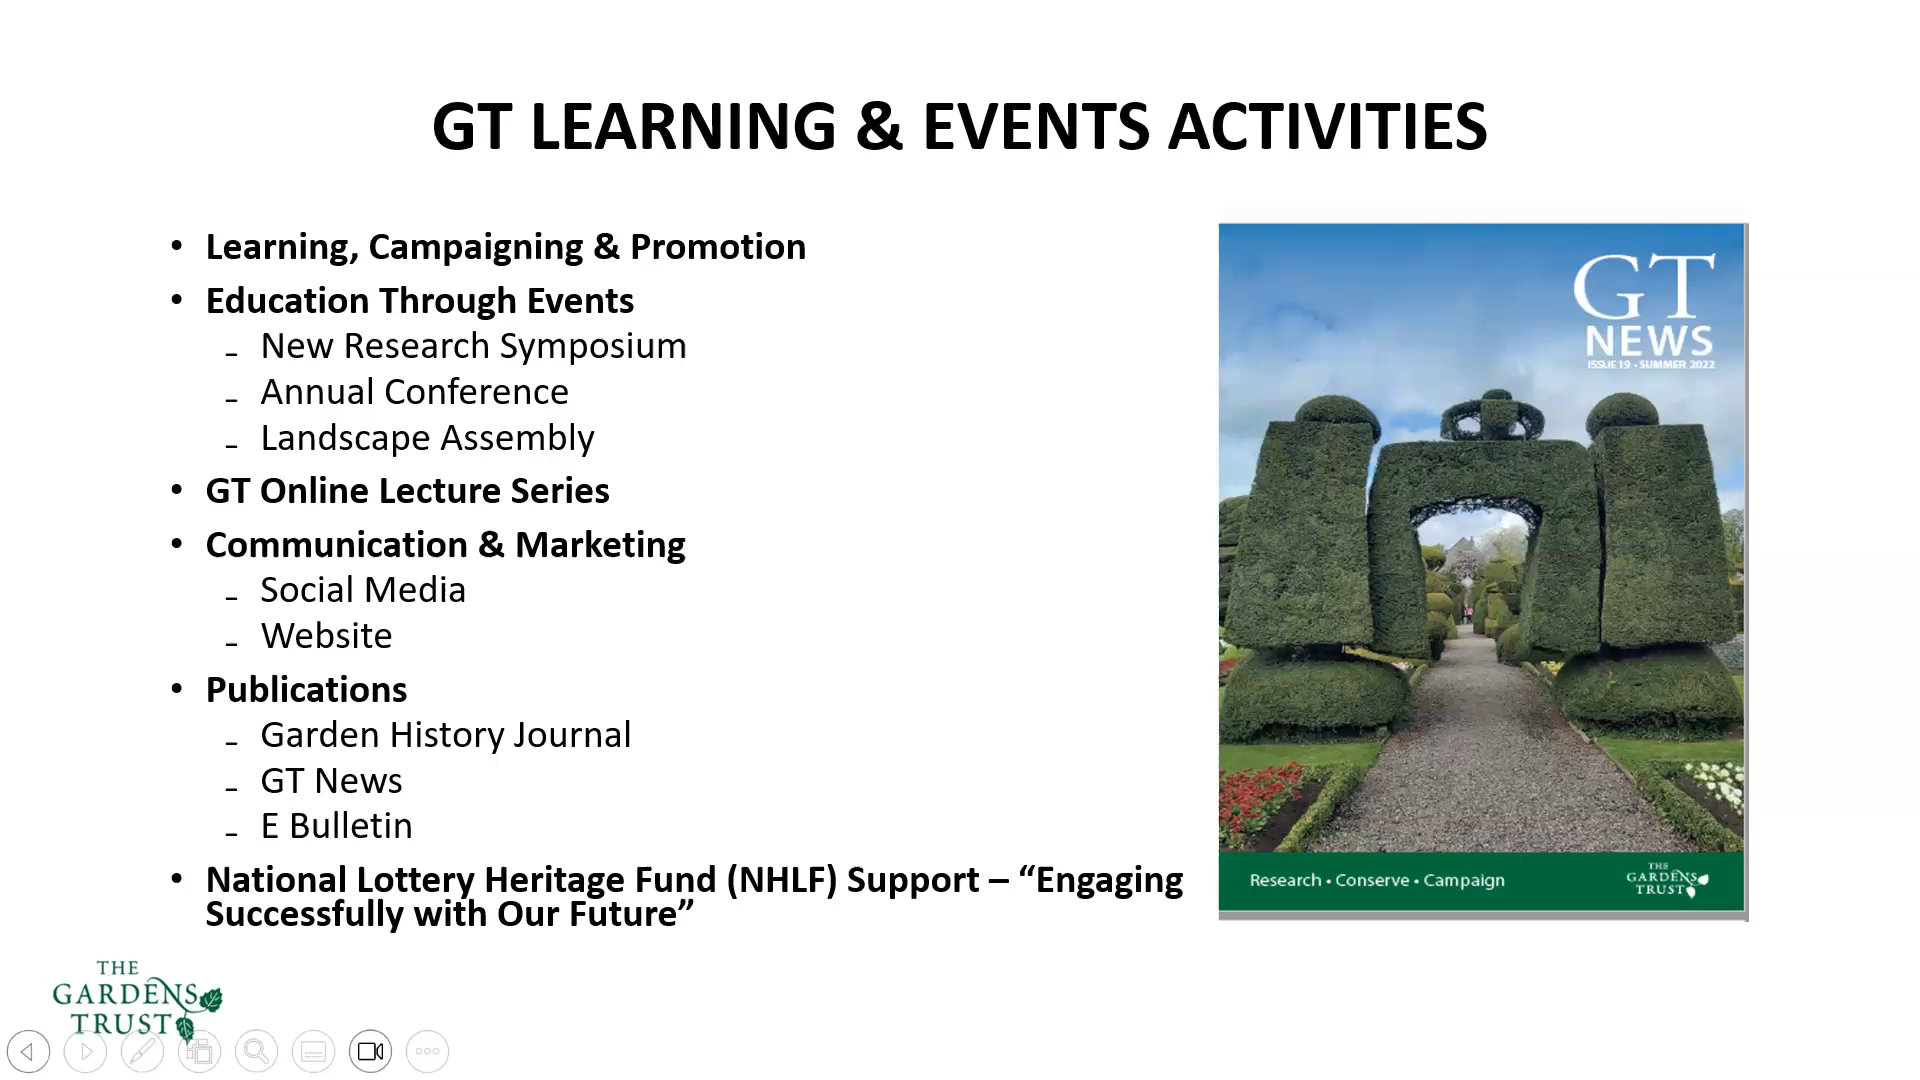 GT LEARNING & EVENTS ACTIVITIES
• Learning, Campaigning & Promotion
• Education Through Events
– New Research Symposium
– Annual Conference
– Landscape Assembly
• GT Online Lecture Series
• Communication & Marketing
– Social Media
– Website
• Publications
– Garden History Journal
– GT News
– E Bulletin
• National Lottery Heritage Fund (NHLF) Support – “Engaging
Successfully with Our Future”
GT
NEWS
ISSUE 19 • SUMMER 2022
Research • Conserve • Campaign
THE
GARDENS
TRUST
THE
GARDENS
TRUST